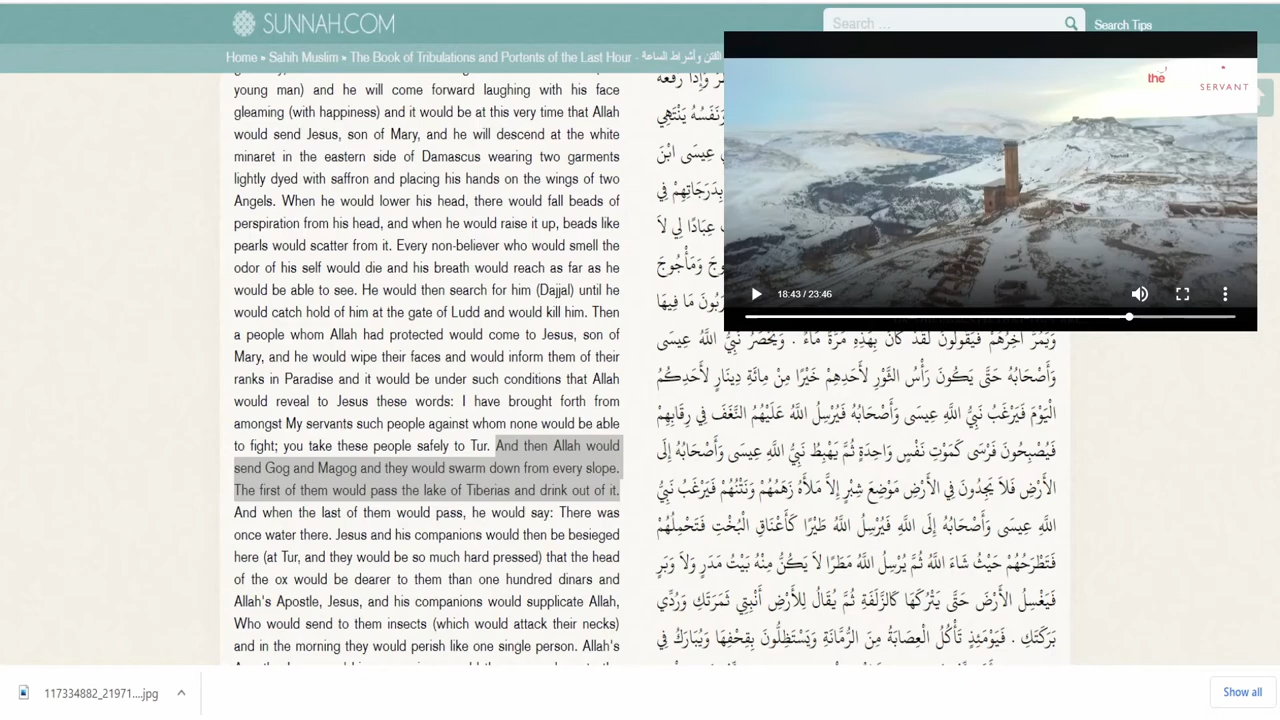 SUNNAH.COM
Search ...
Search Tips
Home » Sahih Muslim » The Book of Tribulations and Portents of the Last Hour - الفتن وأشراط الساعة
young man) and he will come forward laughing with his face
gleaming (with happiness) and it would be at this very time that Allah
would send Jesus, son of Mary, and he will descend at the white
minaret in the eastern side of Damascus wearing two garments
lightly dyed with saffron and placing his hands on the wings of two
Angels. When he would lower his head, there would fall beads of
perspiration from his head, and when he would raise it up, beads like
pearls would scatter from it. Every non-believer who would smell the
odor of his self would die and his breath would reach as far as he
would be able to see. He would then search for him (Dajjal) until he
would catch hold of him at the gate of Ludd and would kill him. Then
a people whom Allah had protected would come to Jesus, son of
Mary, and he would wipe their faces and would inform them of their
ranks in Paradise and it would be under such conditions that Allah
would reveal to Jesus these words: I have brought forth from
amongst My servants such people against whom none would be able
to fight; you take these people safely to Tur. And then Allah would
send Gog and Magog and they would swarm down from every slope.
The first of them would pass the lake of Tiberias and drink out of it.
And when the last of them would pass, he would say: There was
once water there. Jesus and his companions would then be besieged
here (at Tur, and they would be so much hard pressed) that the head
of the ox would be dearer to them than one hundred dinars and
Allah's Apostle, Jesus, and his companions would supplicate Allah,
Who would send to them insects (which would attack their necks)
and in the morning they would perish like one single person. Allah's
وَإِذَا رَفَعَهُ
وَنَفَسُهُ يَنْتَهِي
عِيسَى ابْنَ
بِدَرَجَاتِهِمْ فِي
عِبَادًا لِي لاَ
وَمَأْجُوجَ
مَا فِيهَا
وَيَمُرُّ آخِرُهُمْ فَيَقُولُونَ لَقَدْ كَانَ بِهَذِهِ مَرَّةً مَاءٌ . وَيُحْصَرُ نَبِيُّ اللَّهِ عِيسَى
وَأَصْحَابُهُ حَتَّى يَكُونَ رَأْسُ الثَّوْرِ لأَحَدِهِمْ خَيْرًا مِنْ مِائَةِ دِينَارٍ لأَحَدِكُمُ
الْيَوْمَ فَيَرْغَبُ نَبِيُّ اللَّهِ عِيسَى وَأَصْحَابُهُ فَيُرْسِلُ اللَّهُ عَلَيْهُمُ النَّغَفَ فِي رِقَابِهِمْ
فَيُصْبِحُونَ فَرْسَى كَمَوْتِ نَفْسٍ وَاحِدَةٍ ثُمَّ يَهْبِطُ نَبِيُّ اللَّهِ عِيسَى وَأَصْحَابُهُ إِلَى
الأَرْضِ فَلاَ يَجِدُونَ فِي الأَرْضِ مَوْضِعَ شِبْرٍ إِلاَّ مَلأَهُ زَهَمُهُمْ وَنَتْنُهُمْ فَيَرْغَبُ نَبِيُّ
اللَّهِ عِيسَى وَأَصْحَابُهُ إِلَى اللَّهِ فَيُرْسِلُ اللَّهُ طَيْرًا كَأَعْنَاقِ الْبُخْتِ فَتَحْمِلُهُمْ
فَتَطْرَحُهُمْ حَيْثُ شَاءَ اللَّهُ ثُمَّ يُرْسِلُ اللَّهُ مَطَرًا لاَ يَكُنُّ مِنْهُ بَيْتُ مَدَرٍ وَلاَ وَبَرٍ
فَيَغْسِلُ الأَرْضَ حَتَّى يَتْرُكَهَا كَالزَّلَفَةِ ثُمَّ يُقَالُ لِلأَرْضِ أَنْبِتِي ثَمَرَتَكِ وَرُدِّي
بَرَكَتَكِ . فَيَوْمَئِذٍ تَأْكُلُ الْعِصَابَةُ مِنَ الرُّمَّانَةِ وَيَسْتَظِلُّونَ بِقِحْفِهَا وَيُبَارَكُ فِي
the
SERVANT
18:43 / 23:46
117334882_21971....jpg
Show all